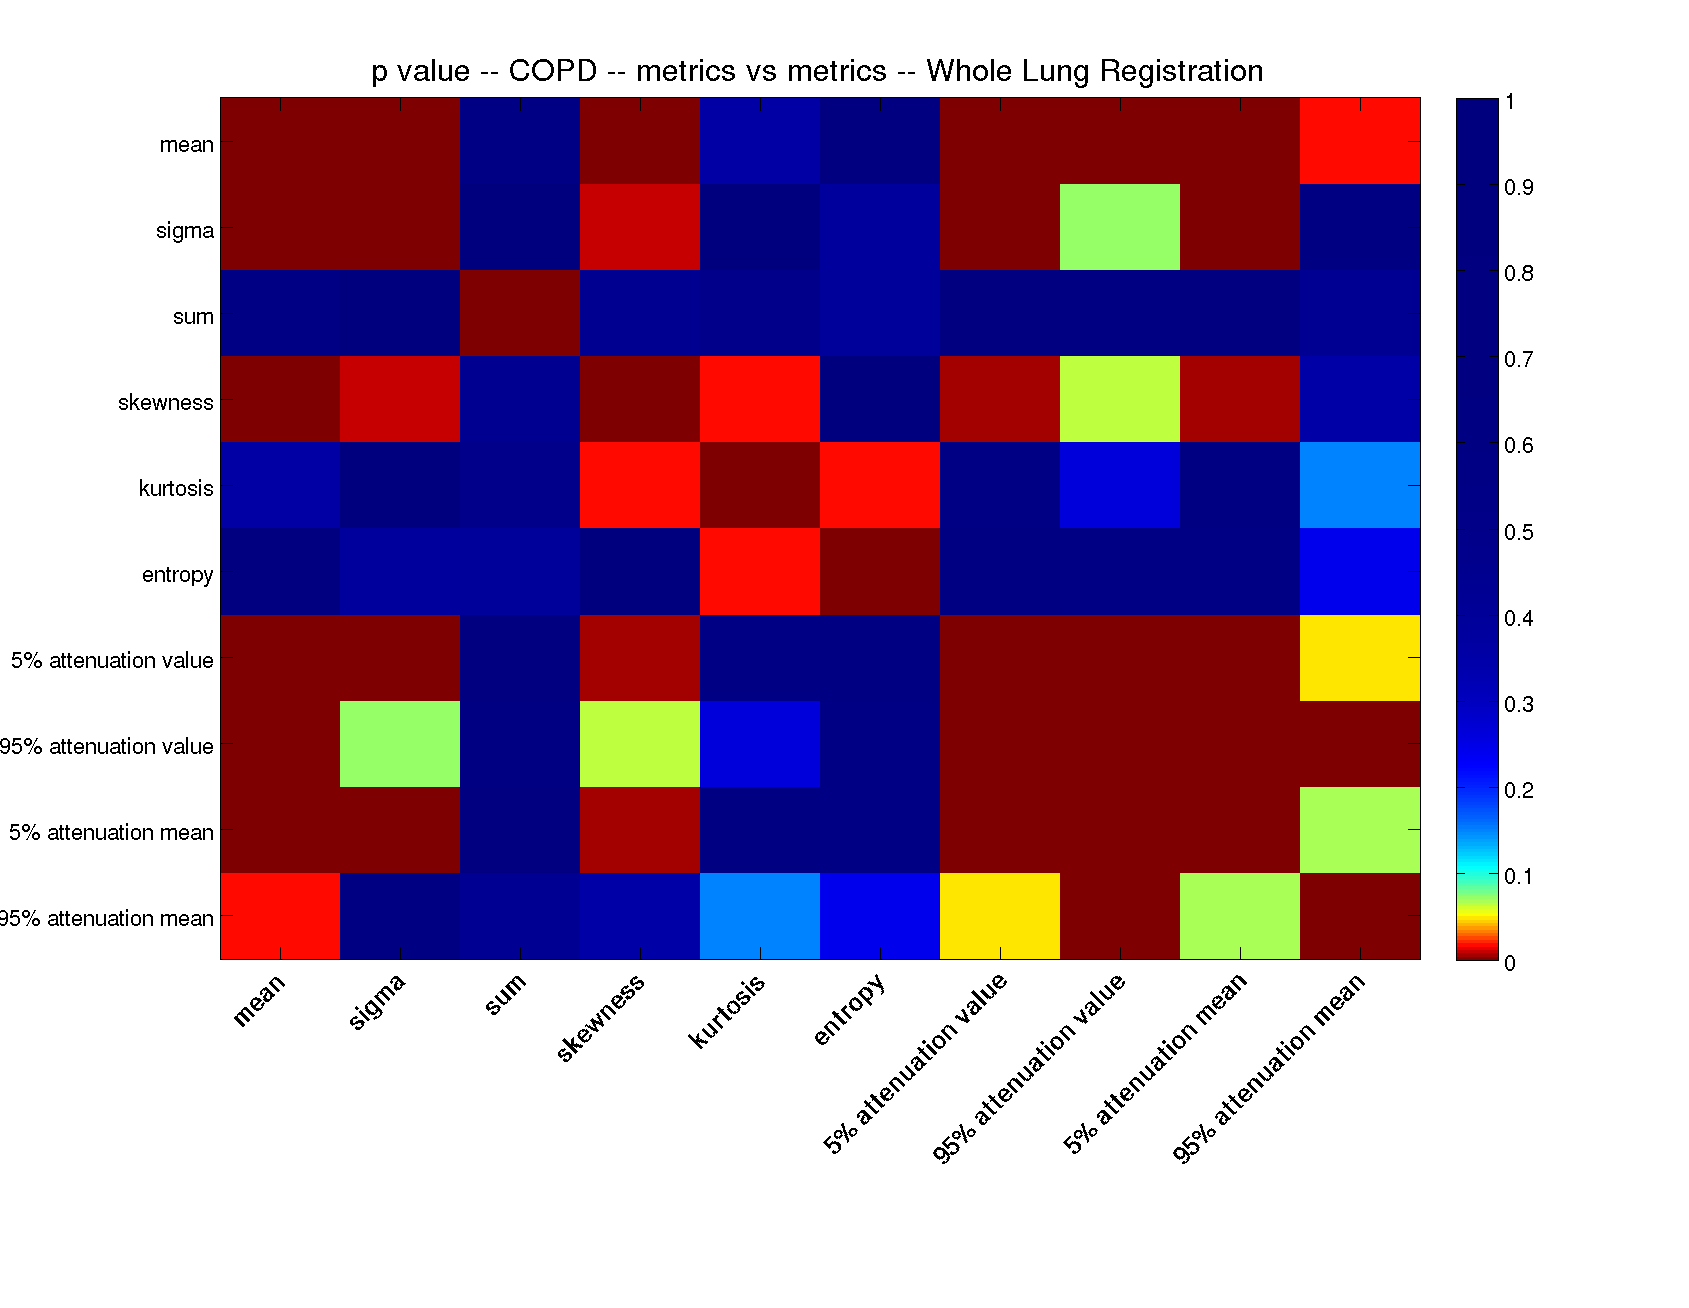 p value -- COPD -- metrics vs metrics -- Whole Lung Registration
mean
sigma
sum
skewness
kurtosis
entropy
5% attenuation value
95% attenuation value
5% attenuation mean
95% attenuation mean
mean
sigma
sum
skewness
kurtosis
entropy
5% attenuation value
95% attenuation value
5% attenuation mean
95% attenuation mean
1
0.9
0.8
0.7
0.6
0.5
0.4
0.3
0.2
0.1
0